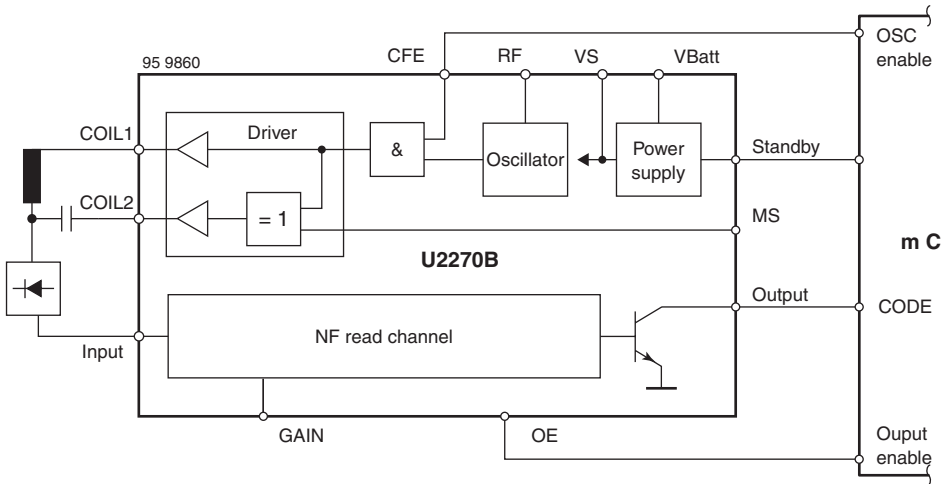 OSC
enable
95 9860
CFE
RF
VS
VBatt
COIL1
Driver
&
Oscillator
Power
supply
Standby
COIL2
= 1
MS
m C
U2270B
Output
CODE
NF read channel
Input
GAIN
OE
Ouput
enable